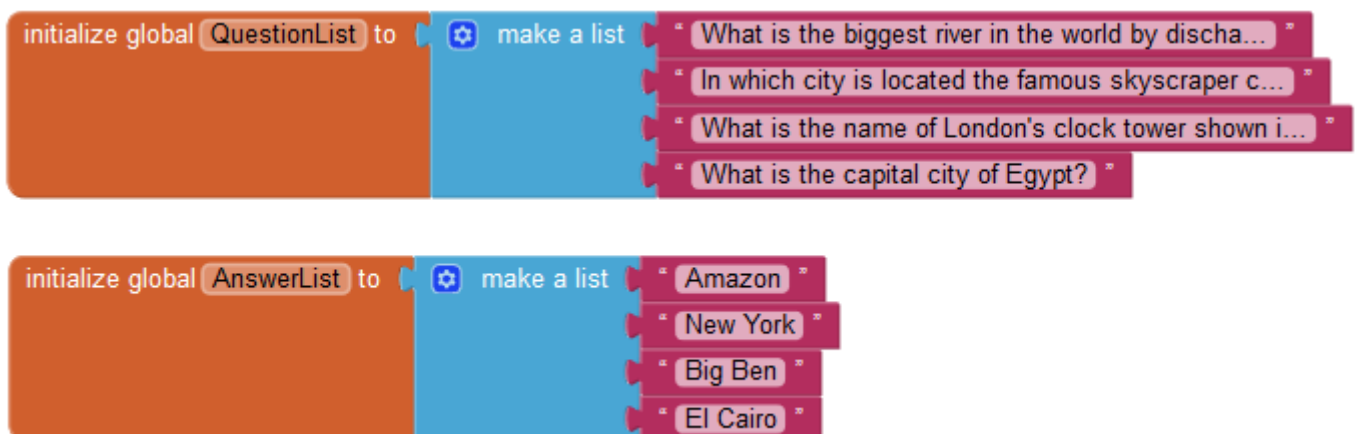 initialize global QuestionList to make a list “ What is the biggest river in the world by discha... ”
“ In which city is located the famous skyscraper c... ”
“ What is the name of London's clock tower shown i... ”
“ What is the capital city of Egypt? ”
initialize global AnswerList to make a list “ Amazon ”
“ New York ”
“ Big Ben ”
“ El Cairo ”